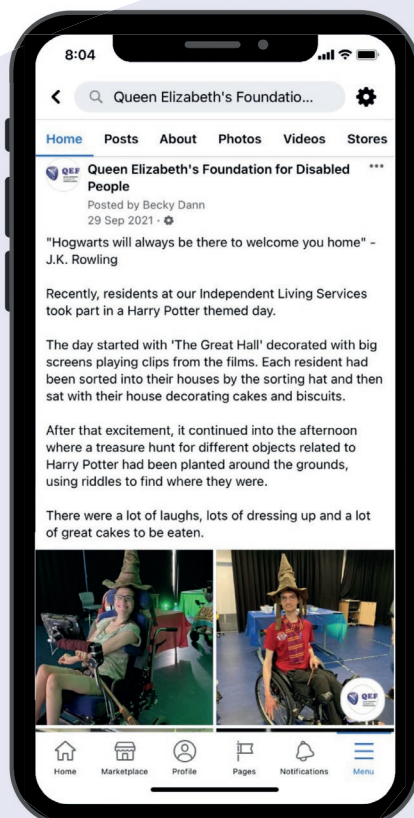 8:04
Queen Elizabeth's Foundatio...
Home Posts About Photos Videos Stores
QEF
Queen Elizabeth's Foundation for Disabled
People
Posted by Becky Dann
29 Sep 2021 ·
"Hogwarts will always be there to welcome you home" -
J.K. Rowling
Recently, residents at our Independent Living Services
took part in a Harry Potter themed day.
The day started with 'The Great Hall' decorated with big
screens playing clips from the films. Each resident had
been sorted into their houses by the sorting hat and then
sat with their house decorating cakes and biscuits.
After that excitement, it continued into the afternoon
where a treasure hunt for different objects related to
Harry Potter had been planted around the grounds,
using riddles to find where they were.
There were a lot of laughs, lots of dressing up and a lot
of great cakes to be eaten.
QEF
Home Marketplace Profile Pages Notifications Menu